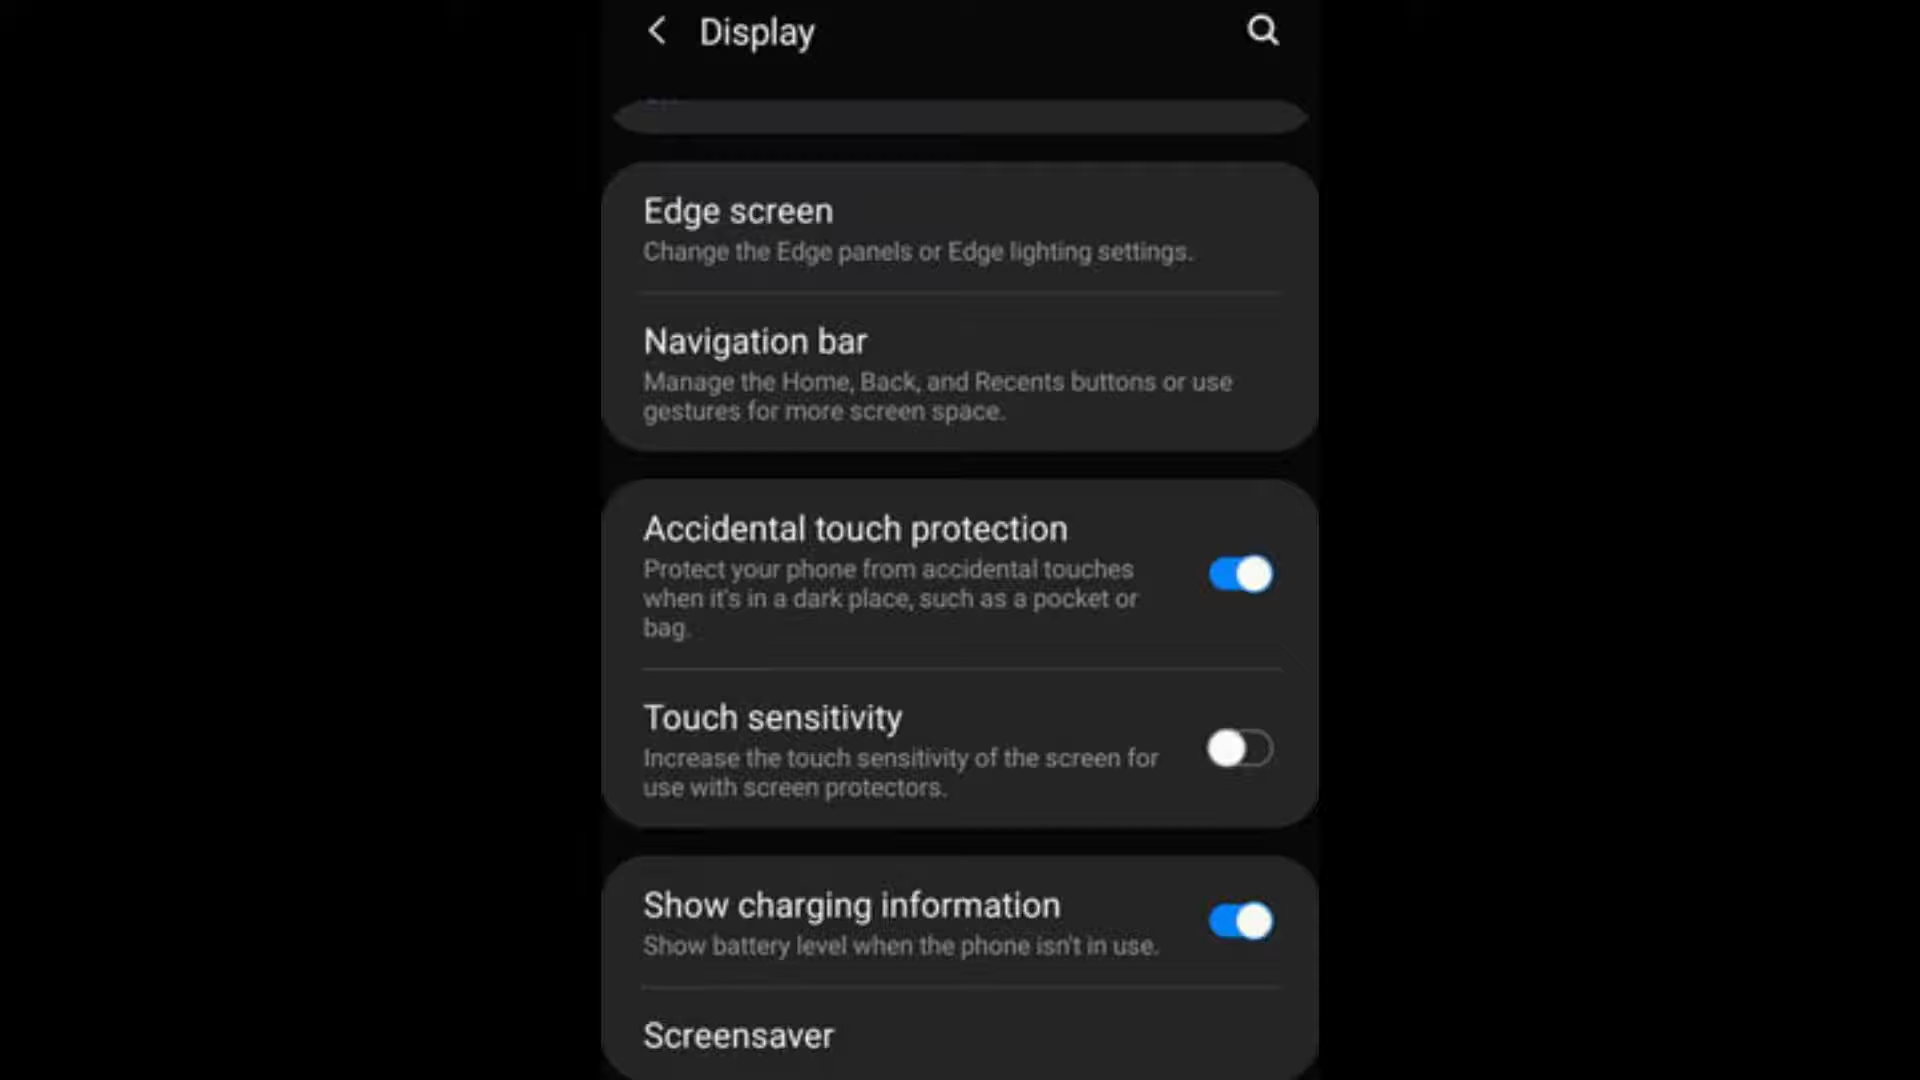 Display
Edge screen
Change the Edge panels or Edge lighting settings.
Navigation bar
Manage the Home, Back, and Recents buttons or use
gestures for more screen space.
Accidental touch protection
Protect your phone from accidental touches
when it's in a dark place, such as a pocket or
bag.
Touch sensitivity
Increase the touch sensitivity of the screen for
use with screen protectors.
Show charging information
Show battery level when the phone isn't in use.
Screensaver